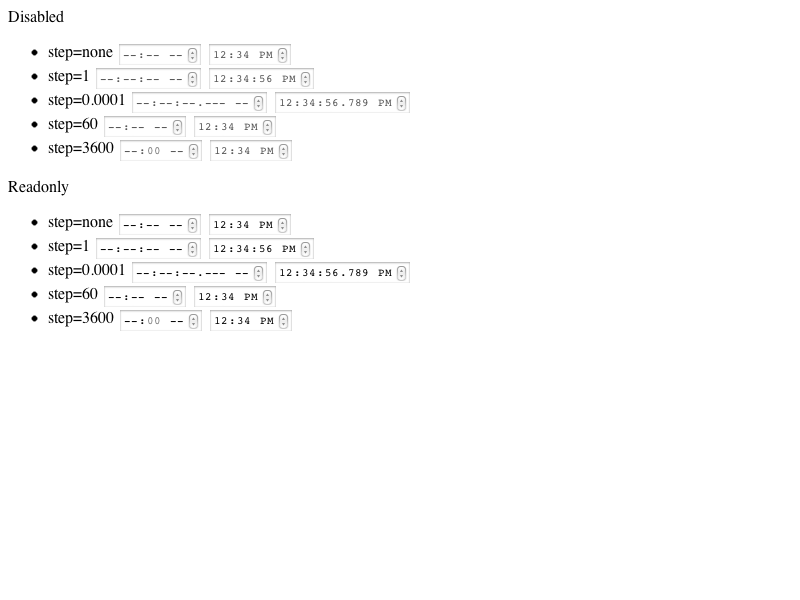 Disabled
step=none --:-- -- 12:34 PM
step=1 --:--:-- -- 12:34:56 PM
step=0.0001 --:--:--.--- -- 12:34:56.789 PM
step=60 --:-- -- 12:34 PM
step=3600 --:00 -- 12:34 PM
Readonly
step=none --:-- -- 12:34 PM
step=1 --:--:-- -- 12:34:56 PM
step=0.0001 --:--:--.--- -- 12:34:56.789 PM
step=60 --:-- -- 12:34 PM
step=3600 --:00 -- 12:34 PM